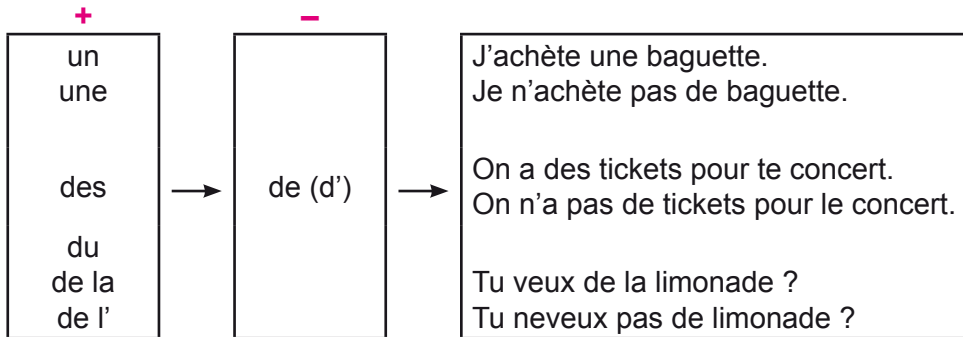 +
–
un
une
des
du
de la
de l'
de (d')
J'achète une baguette.
Je n'achète pas de baguette.
On a des tickets pour te concert.
On n'a pas de tickets pour le concert.
Tu veux de la limonade ?
Tu neveux pas de limonade ?